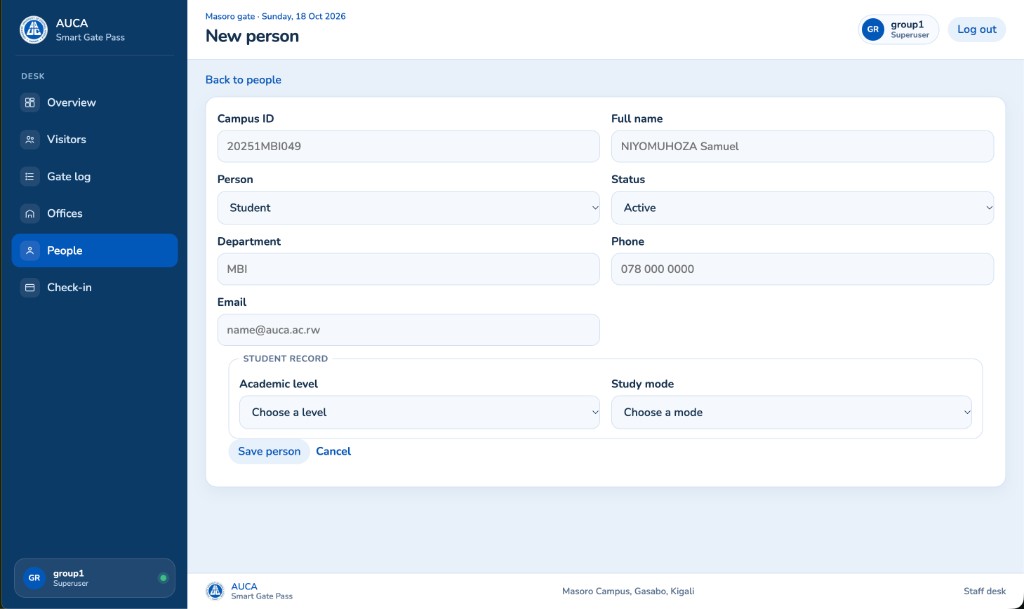 AUCA
Smart Gate Pass
DESK
Overview
Visitors
Gate log
Offices
People
Check-in
GR
group1
Superuser
Masoro gate · Sunday, 18 Oct 2026
New person
GR
group1
Superuser
Log out
Back to people
Campus ID
20251MBI049
Full name
NIYOMUHOZA Samuel
Person
Student
Status
Active
Department
MBI
Phone
078 000 0000
Email
name@auca.ac.rw
STUDENT RECORD
Academic level
Choose a level
Study mode
Choose a mode
Save person
Cancel
AUCA
Smart Gate Pass
Masoro Campus, Gasabo, Kigali
Staff desk